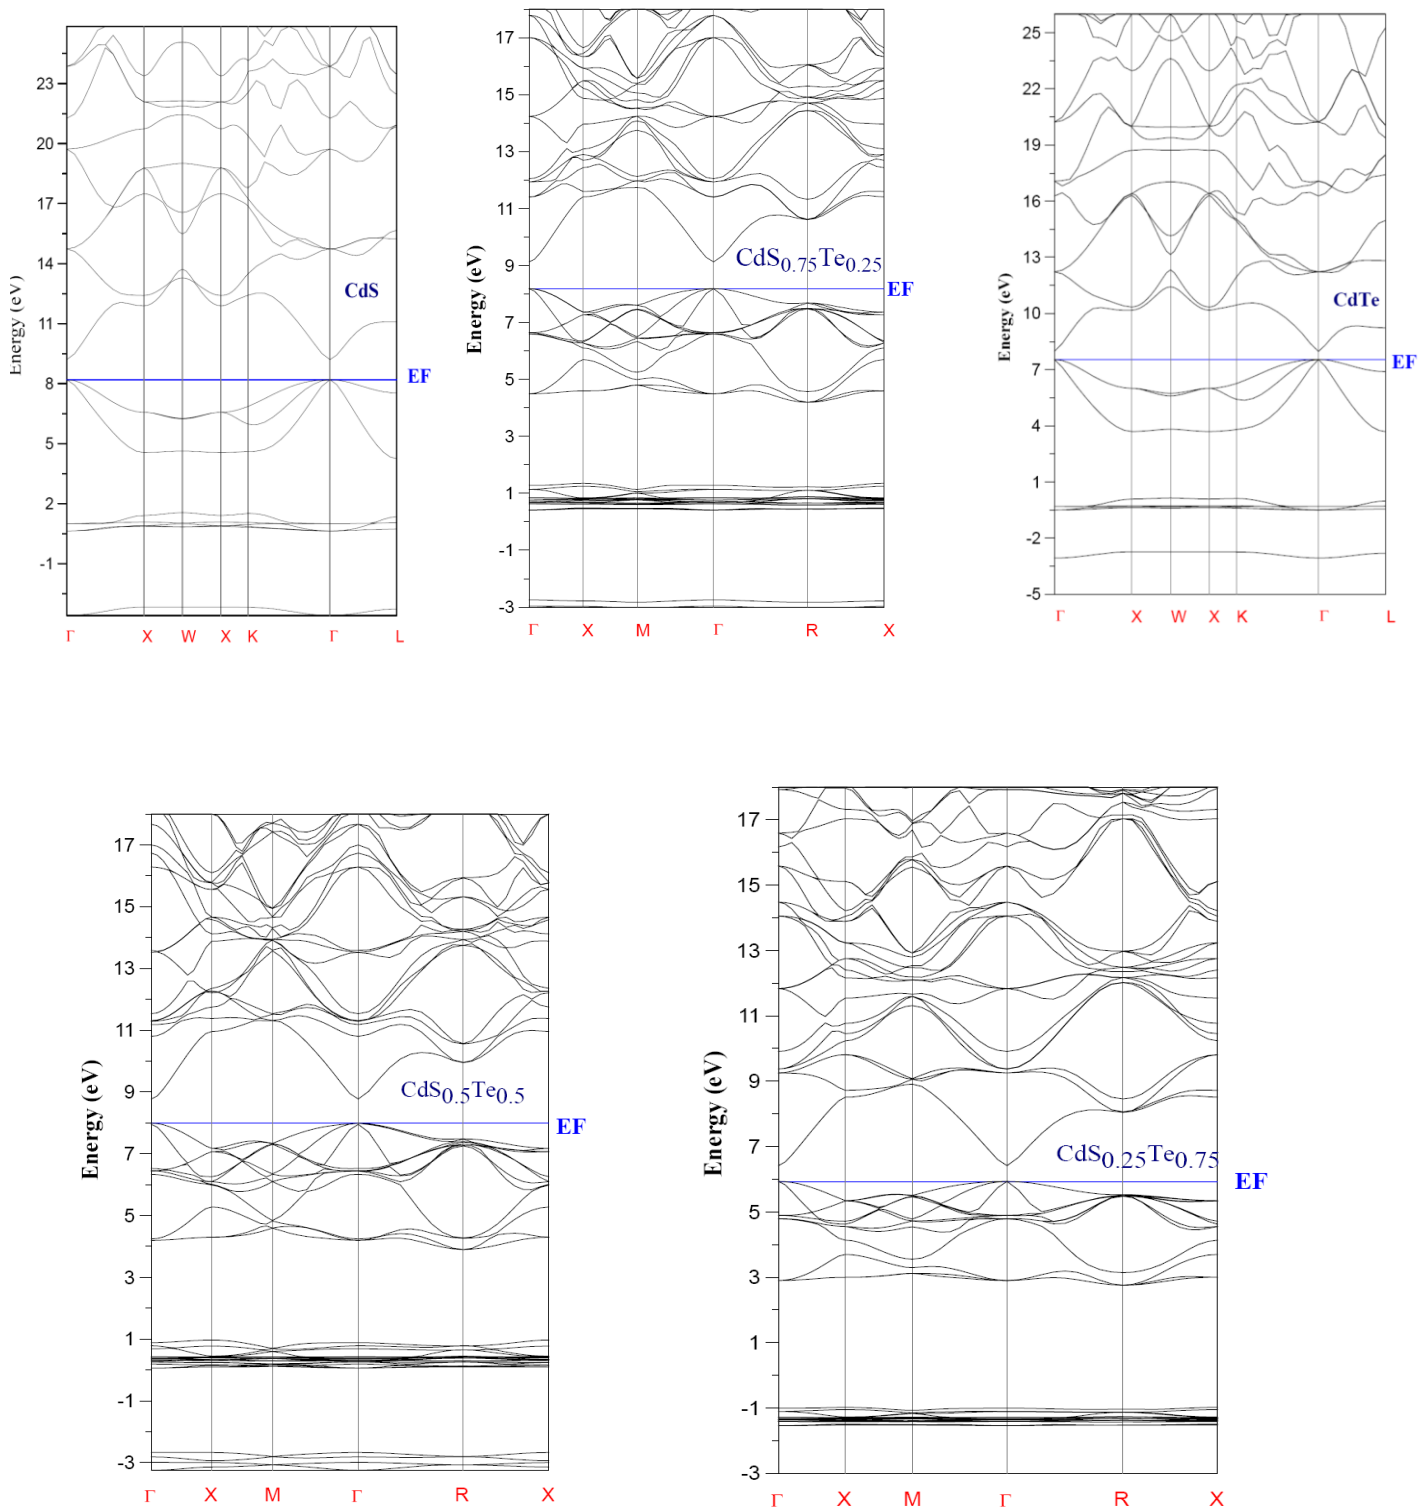 23
20
17
14
11
8
5
2
-1
Energy (eV)
CdS
EF
Γ X W X K Γ L
17
15
13
11
9
7
5
3
1
-1
-3
Energy (eV)
CdS0.75Te0.25
EF
Γ X M Γ R X
25
22
19
16
13
10
7
4
1
-2
-5
Energy (eV)
CdTe
EF
Γ X W X K Γ L
17
15
13
11
9
7
5
3
1
-1
-3
Energy (eV)
CdS0.5Te0.5
EF
Γ X M Γ R X
17
15
13
11
9
7
5
3
1
-1
-3
Energy (eV)
CdS0.25Te0.75
EF
Γ X M Γ R X